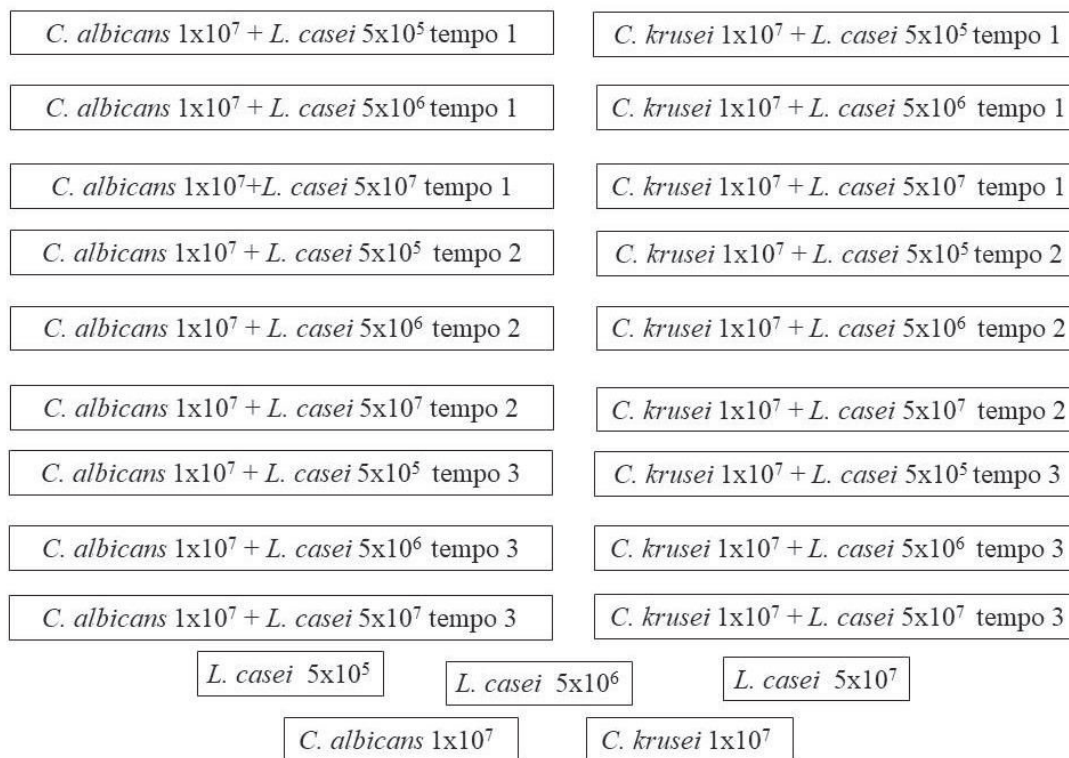 C. albicans 1x10⁷ + L. casei 5x10⁵ tempo 1
C. krusei 1x10⁷ + L. casei 5x10⁵ tempo 1
C. albicans 1x10⁷ + L. casei 5x10⁶ tempo 1
C. krusei 1x10⁷ + L. casei 5x10⁶ tempo 1
C. albicans 1x10⁷+L. casei 5x10⁷ tempo 1
C. krusei 1x10⁷ + L. casei 5x10⁷ tempo 1
C. albicans 1x10⁷ + L. casei 5x10⁵ tempo 2
C. krusei 1x10⁷ + L. casei 5x10⁵ tempo 2
C. albicans 1x10⁷ + L. casei 5x10⁶ tempo 2
C. krusei 1x10⁷ + L. casei 5x10⁶ tempo 2
C. albicans 1x10⁷ + L. casei 5x10⁷ tempo 2
C. krusei 1x10⁷ + L. casei 5x10⁷ tempo 2
C. albicans 1x10⁷ + L. casei 5x10⁵ tempo 3
C. krusei 1x10⁷ + L. casei 5x10⁵ tempo 3
C. albicans 1x10⁷ + L. casei 5x10⁶ tempo 3
C. krusei 1x10⁷ + L. casei 5x10⁶ tempo 3
C. albicans 1x10⁷ + L. casei 5x10⁷ tempo 3
C. krusei 1x10⁷ + L. casei 5x10⁷ tempo 3
L. casei 5x10⁵
L. casei 5x10⁶
L. casei 5x10⁷
C. albicans 1x10⁷
C. krusei 1x10⁷